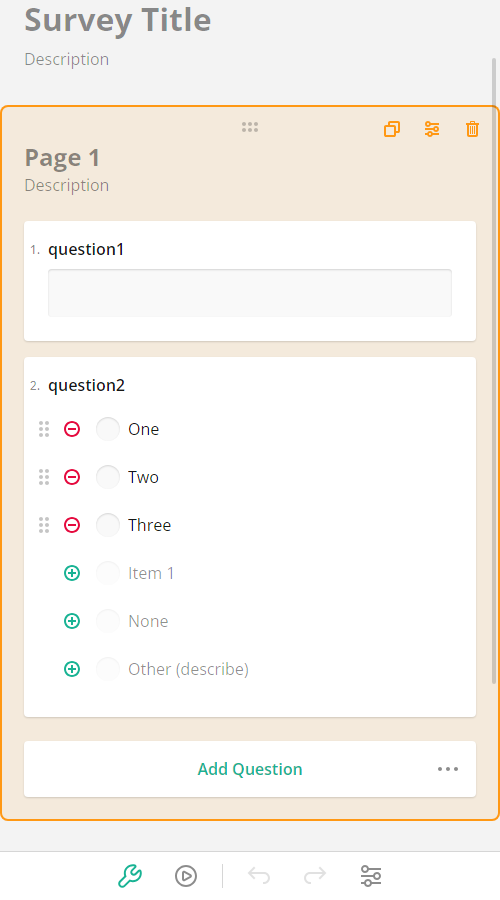 Survey Title
Description
Page 1
Description
1. question1
2. question2
One
Two
Three
Item 1
None
Other (describe)
Add Question